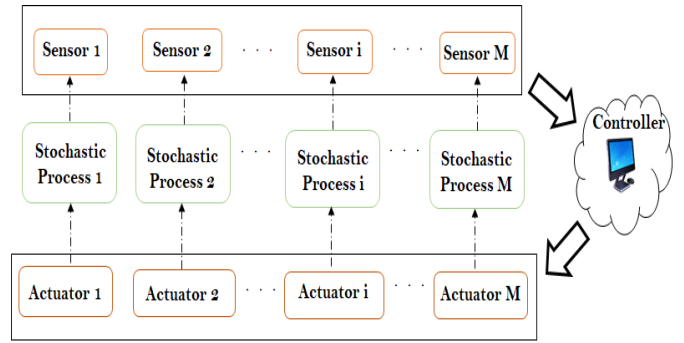 Sensor 1 Sensor 2 . . . Sensor i . . . Sensor M
Controller
Stochastic Process 1
Stochastic Process 2
. . .
Stochastic Process i
. . .
Stochastic Process M
Actuator 1 Actuator 2 . . . Actuator i . . . Actuator M